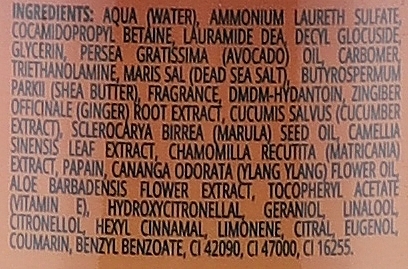 INGREDIENTS: AQUA (WATER), AMMONIUM LAURETH SULFATE,
COCAMIDOPROPYL BETAINE, LAURAMIDE DEA, DECYL GLOCUSIDE,
GLYCERIN, PERSEA GRATISSIMA (AVOCADO) OIL, CARBOMER,
TRIETHANOLAMINE, MARIS SAL (DEAD SEA SALT), BUTYROSPERMUM
PARKII (SHEA BUTTER), FRAGRANCE, DMDM-HYDANTOIN, ZINGIBER
OFFICINALE (GINGER) ROOT EXTRACT, CUCUMIS SALVUS (CUCUMBER
EXTRACT), SCLEROCARYA BIRREA (MARULA) SEED OIL, CAMELLIA
SINENSIS LEAF EXTRACT, CHAMOMILLA RECUTITA (MATRICANIA)
EXTRACT, PAPAIN, CANANGA ODORATA (YLANG YLANG) FLOWER OIL,
ALOE BARBADENSIS FLOWER EXTRACT, TOCOPHERYL ACETATE
(VITAMIN E), HYDROXYCITRONELLAL, GERANIOL, LINALOOL,
CITRONELLOL, HEXYL CINNAMAL, LIMONENE, CITRAL, EUGENOL,
COUMARIN, BENZYL BENZOATE, CI 42090, CI 47000, CI 16255.